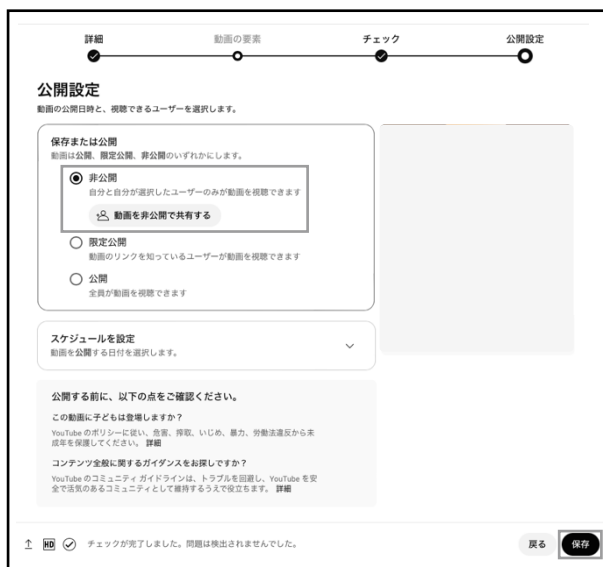 詳細
動画の要素
チェック
公開設定
公開設定
動画の公開日時と、視聴できるユーザーを選択します。
保存または公開
動画は公開、限定公開、非公開のいずれかにします。
非公開
自分と自分が選択したユーザーのみが動画を視聴できます
動画を非公開で共有する
限定公開
動画のリンクを知っているユーザーが動画を視聴できます
公開
全員が動画を視聴できます
スケジュールを設定
動画を公開する日付を選択します。
公開する前に、以下の点をご確認ください。
この動画に子どもは登場しますか？
YouTube のポリシーに従い、危害、搾取、いじめ、暴力、労働法違反から未
成年を保護してください。 詳細
コンテンツ全般に関するガイダンスをお探しですか？
YouTube のコミュニティ ガイドラインは、トラブルを回避し、YouTube を安
全で活気のあるコミュニティとして維持するうえで役立ちます。 詳細
HD チェックが完了しました。問題は検出されませんでした。
戻る
保存